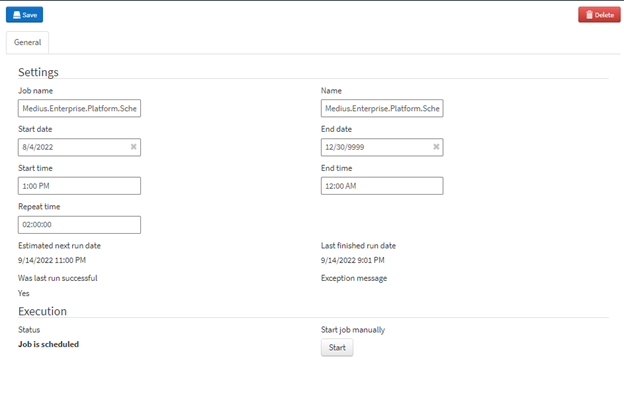 Save
Delete
General
Settings
Job name
Name
Medius.Enterprise.Platform.Sche
Medius.Enterprise.Platform.Sche
Start date
End date
8/4/2022
12/30/9999
Start time
End time
1:00 PM
12:00 AM
Repeat time
02:00:00
Estimated next run date
Last finished run date
9/14/2022 11:00 PM
9/14/2022 9:01 PM
Was last run successful
Exception message
Yes
Execution
Status
Start job manually
Job is scheduled
Start